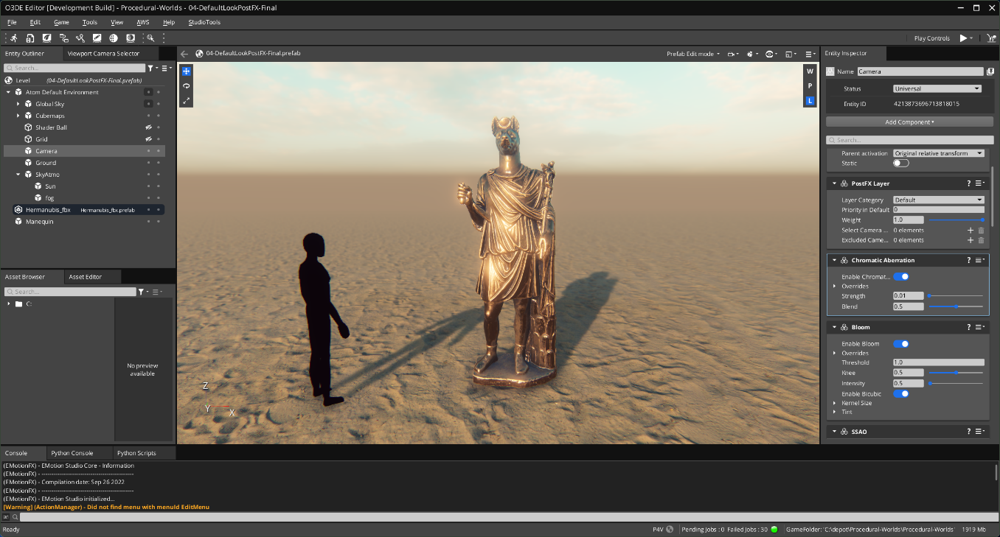 O3DE Editor [Development Build] - Procedural-Worlds - 04-DefaultLookPostFX-Final
File Edit Game Tools View AWS Help StudioTools
Play Controls
Entity Outliner
Viewport Camera Selector
Search...
Level (04-DefaultLookPostFX-Final.prefab)
Atom Default Environment
Global Sky
Cubemaps
Shader Ball
Grid
Camera
Ground
SkyAtmo
Sun
fog
Hermanubis_fbx Hermanubis_fbx.prefab
Manequin
Asset Browser
Asset Editor
Search...
C:
No preview
available
04-DefaultLookPostFX-Final.prefab
Prefab Edit mode
W
P
L
Z
Y
X
Entity Inspector
Name Camera
Status Universal
Entity ID 4213873696713818015
Add Component
Search...
Parent activation Original relative transform
Static
PostFX Layer ?
Layer Category Default
Priority in Default 0
Weight 1.0
Select Camera ... 0 elements
Excluded Came... 0 elements
Chromatic Aberration ?
Enable Chromat...
Overrides
Strength 0.01
Blend 0.5
Bloom ?
Enable Bloom
Overrides
Threshold 1.0
Knee 0.5
Intensity 0.5
Enable Bicubic
Kernel Size
Tint
SSAO ?
Console
Python Console
Python Scripts
(EMotionFX) - EMotion Studio Core - Information
(EMotionFX) - -----------------------------------------------
(EMotionFX) - Compilation date: Sep 26 2022
(EMotionFX) - -----------------------------------------------
(EMotionFX) - EMotion Studio initialized...
[Warning] (ActionManager) - Did not find menu with menuId EditMenu
Ready
P4V
Pending Jobs : 0 Failed Jobs : 30
GameFolder: 'C:\depot\Procedural-Worlds\Procedural-Worlds'
1919 Mb